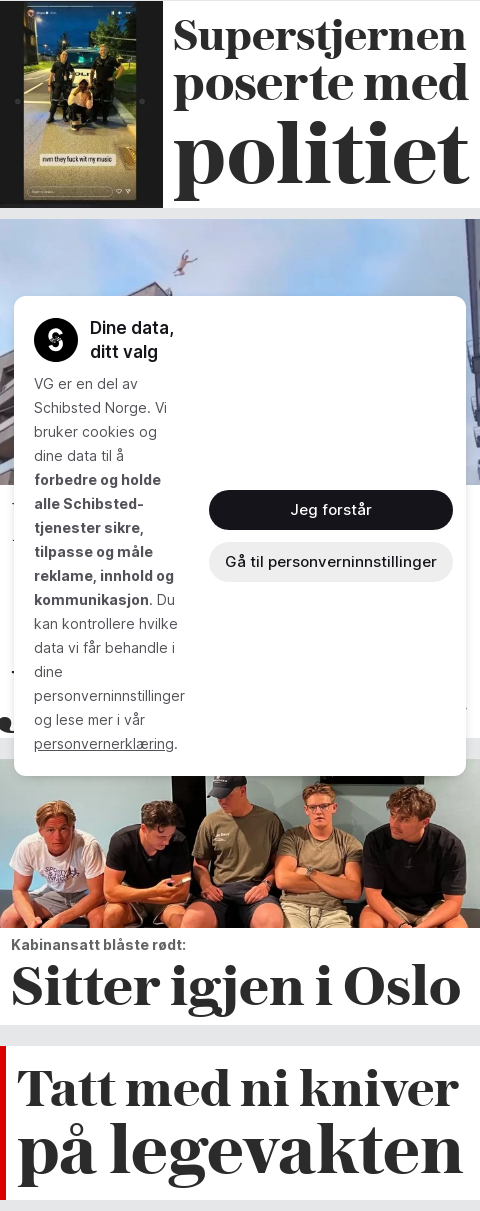 Superstjernen
poserte med
politiet
nvm they fuck wit my music
Dine data,
ditt valg
VG er en del av
Schibsted Norge. Vi
bruker cookies og
dine data til å
forbedre og holde
alle Schibsted-
tjenester sikre,
tilpasse og måle
reklame, innhold og
kommunikasjon. Du
kan kontrollere hvilke
data vi får behandle i
dine
personverninnstillinger
og lese mer i vår
personvernerklæring.
Jeg forstår
Gå til personverninnstillinger
Kabinansatt blåste rødt:
Sitter igjen i Oslo
Tatt med ni kniver
på legevakten